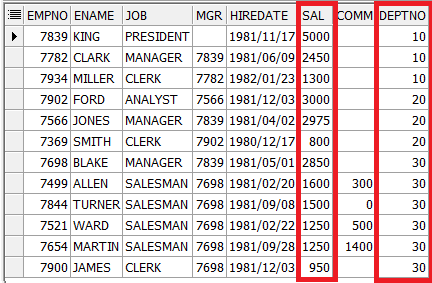 EMPNO ENAME JOB MGR HIREDATE SAL COMM DEPTNO
7839 KING PRESIDENT 1981/11/17 5000 10
7782 CLARK MANAGER 7839 1981/06/09 2450 10
7934 MILLER CLERK 7782 1982/01/23 1300 10
7902 FORD ANALYST 7566 1981/12/03 3000 20
7566 JONES MANAGER 7839 1981/04/02 2975 20
7369 SMITH CLERK 7902 1980/12/17 800 20
7698 BLAKE MANAGER 7839 1981/05/01 2850 30
7499 ALLEN SALESMAN 7698 1981/02/20 1600 300 30
7844 TURNER SALESMAN 7698 1981/09/08 1500 0 30
7521 WARD SALESMAN 7698 1981/02/22 1250 500 30
7654 MARTIN SALESMAN 7698 1981/09/28 1250 1400 30
7900 JAMES CLERK 7698 1981/12/03 950 30